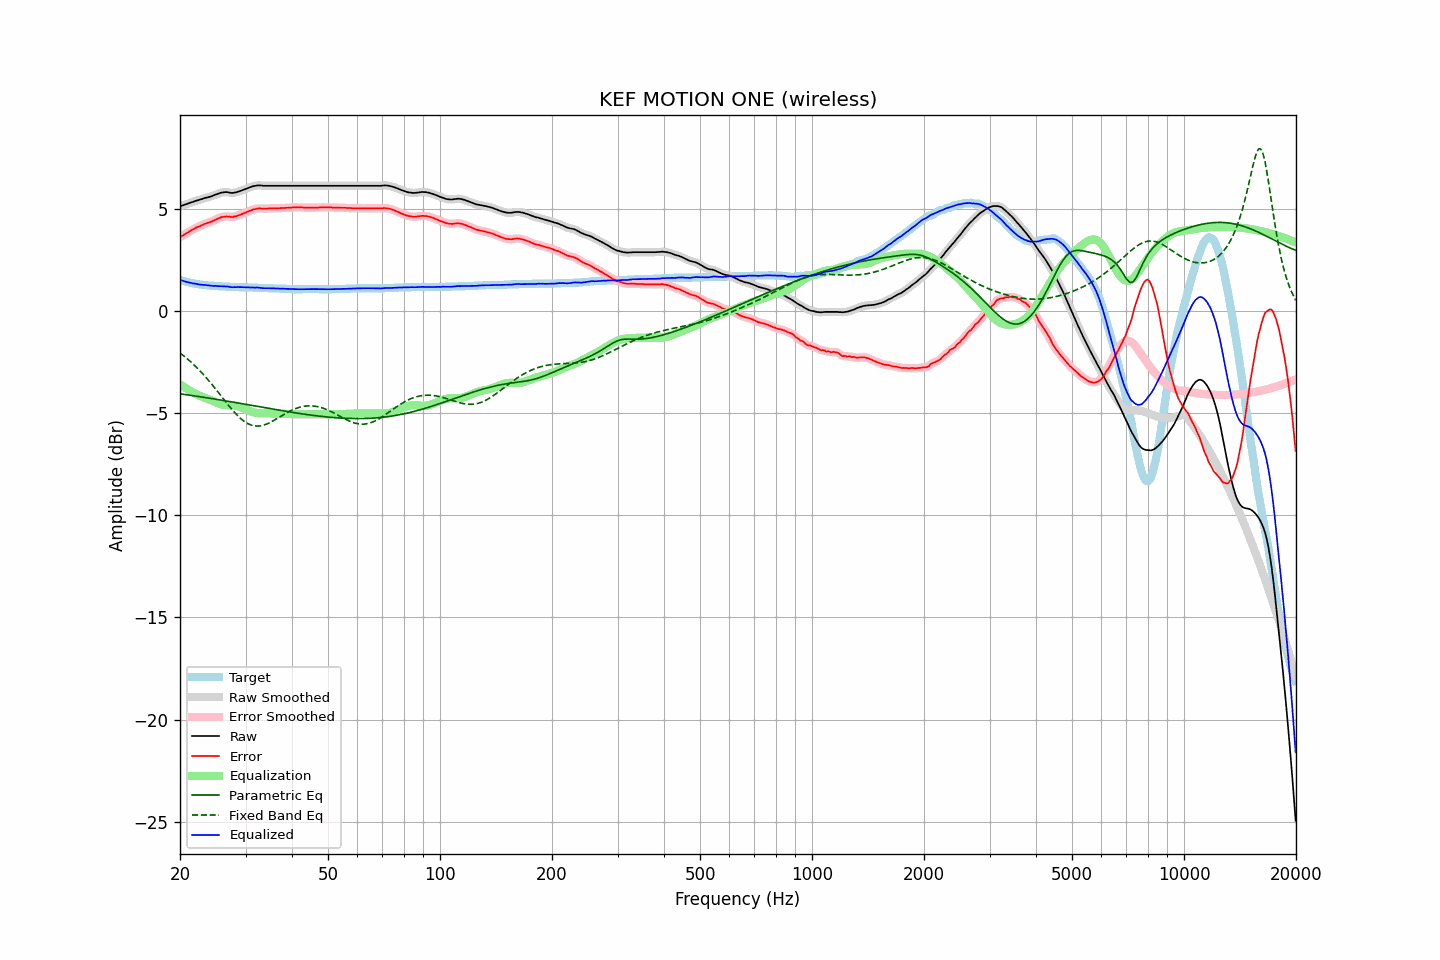 KEF MOTION ONE (wireless)
Amplitude (dBr)
5
0
−5
−10
−15
−20
−25
Target
Raw Smoothed
Error Smoothed
Raw
Error
Equalization
Parametric Eq
Fixed Band Eq
Equalized
20 50 100 200 500 1000 2000 5000 10000 20000
Frequency (Hz)